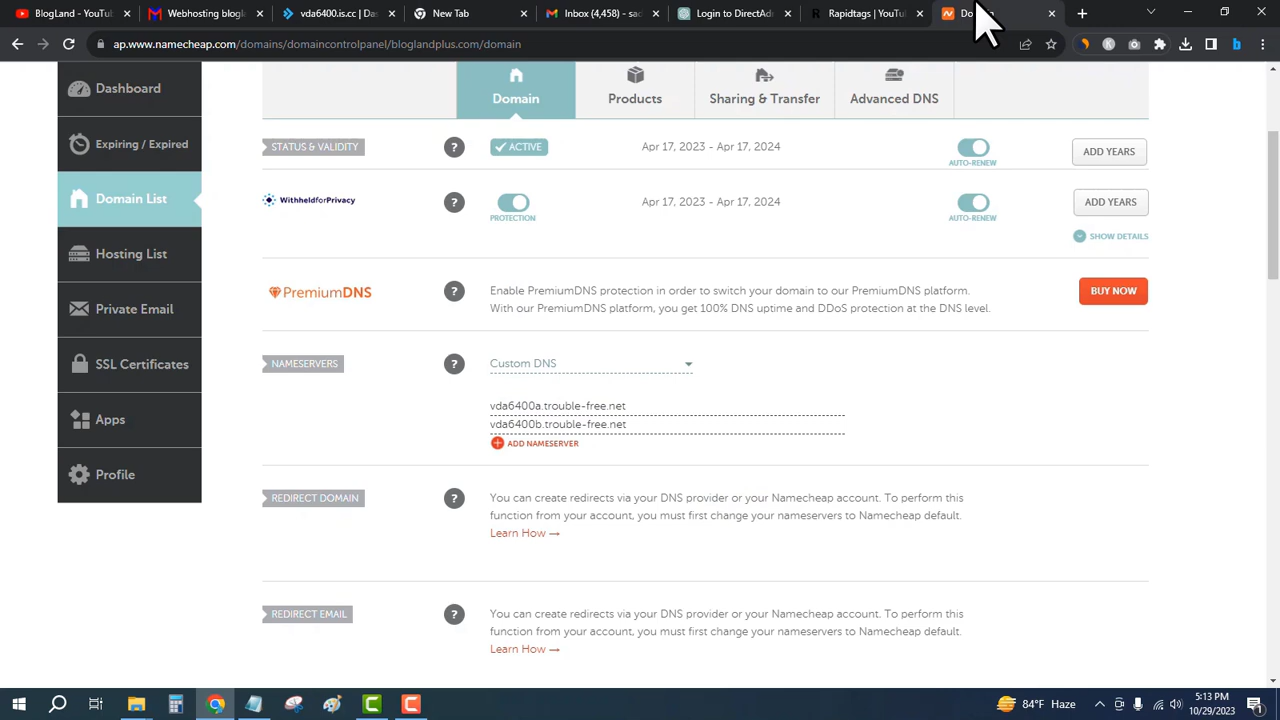 BlogLand - YouTu
Webhosting blogle
vda6400.cc | Das
New Tab
Inbox (4,458) - sad
Login to DirectAd
Rapidtags | YouTu
ap.www.namecheap.com/domains/domaincontrolpanel/bloglandplus.com/domain
Dashboard
Expiring / Expired
Domain List
Hosting List
Private Email
SSL Certificates
Apps
Profile
Domain
Products
Sharing & Transfer
Advanced DNS
STATUS & VALIDITY
?
ACTIVE
Apr 17, 2023 - Apr 17, 2024
AUTO-RENEW
ADD YEARS
WithheldforPrivacy
?
PROTECTION
Apr 17, 2023 - Apr 17, 2024
AUTO-RENEW
ADD YEARS
SHOW DETAILS
PremiumDNS
?
Enable PremiumDNS protection in order to switch your domain to our PremiumDNS platform.
With our PremiumDNS platform, you get 100% DNS uptime and DDoS protection at the DNS level.
BUY NOW
NAMESERVERS
?
Custom DNS
vda6400a.trouble-free.net
vda6400b.trouble-free.net
ADD NAMESERVER
REDIRECT DOMAIN
?
You can create redirects via your DNS provider or your Namecheap account. To perform this
function from your account, you must first change your nameservers to Namecheap default.
Learn How →
REDIRECT EMAIL
?
You can create redirects via your DNS provider or your Namecheap account. To perform this
function from your account, you must first change your nameservers to Namecheap default.
Learn How →
84°F Haze
5:13 PM
10/29/2023